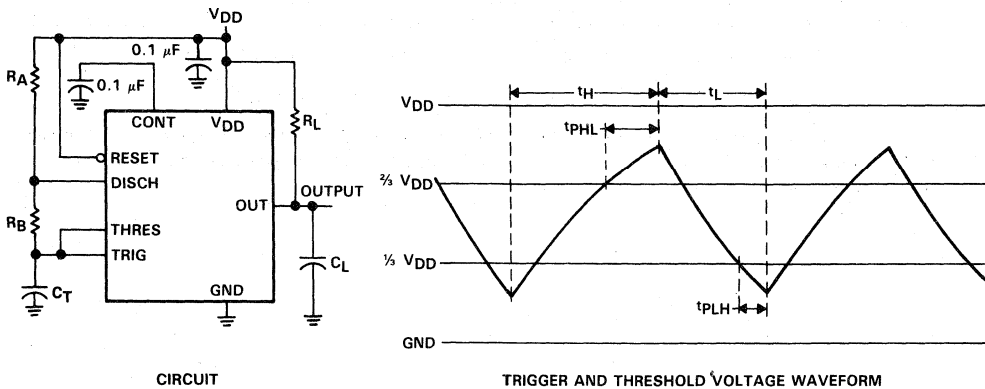 VDD
0.1 μF
RA
0.1 μF
CONT
VDD
RL
RESET
DISCH
OUTPUT
OUT
RB
THRES
TRIG
CL
CT
GND
CIRCUIT
tH
tL
VDD
tPHL
2/3 VDD
1/3 VDD
tPLH
GND
TRIGGER AND THRESHOLD VOLTAGE WAVEFORM